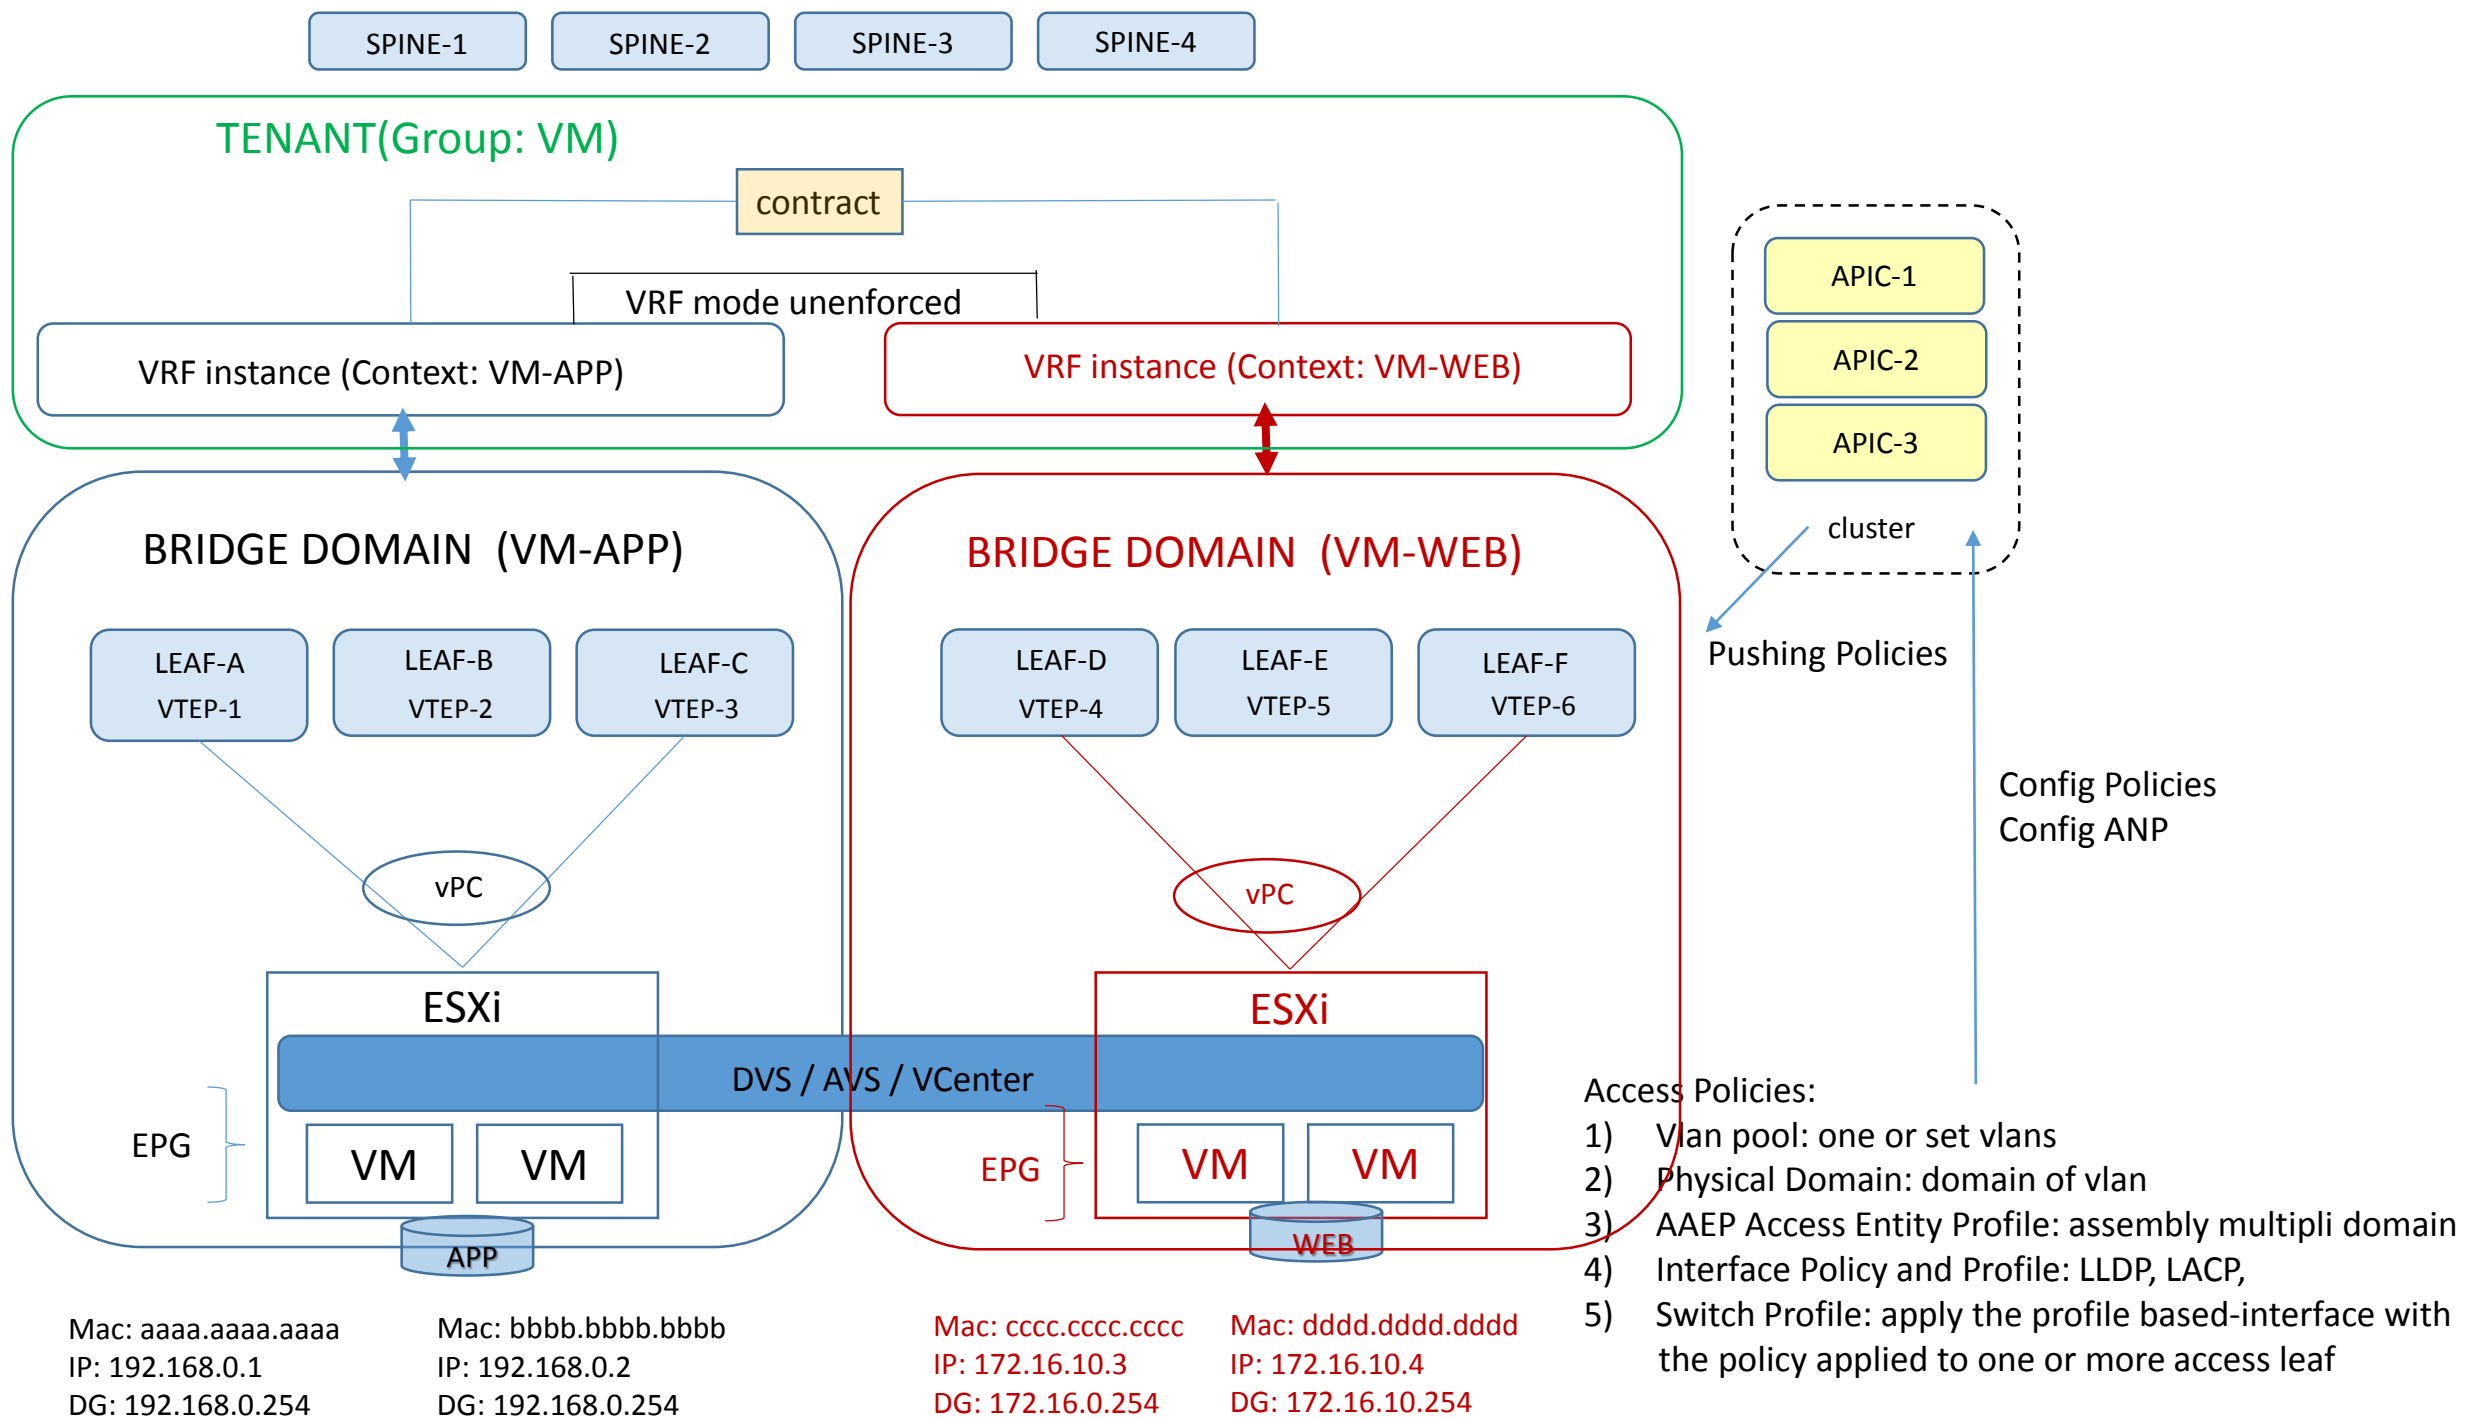 SPINE-1
SPINE-2
SPINE-3
SPINE-4
TENANT(Group: VM)
contract
VRF mode unenforced
VRF instance (Context: VM-APP)
VRF instance (Context: VM-WEB)
APIC-1
APIC-2
APIC-3
cluster
Pushing Policies
Config Policies
Config ANP
BRIDGE DOMAIN (VM-APP)
LEAF-A
VTEP-1
LEAF-B
VTEP-2
LEAF-C
VTEP-3
vPC
BRIDGE DOMAIN (VM-WEB)
LEAF-D
VTEP-4
LEAF-E
VTEP-5
LEAF-F
VTEP-6
vPC
ESXi
ESXi
DVS / AVS / VCenter
EPG
VM
VM
EPG
VM
VM
APP
WEB
Mac: aaaa.aaaa.aaaa
IP: 192.168.0.1
DG: 192.168.0.254
Mac: bbbb.bbbb.bbbb
IP: 192.168.0.2
DG: 192.168.0.254
Mac: cccc.cccc.cccc
IP: 172.16.10.3
DG: 172.16.0.254
Mac: dddd.dddd.dddd
IP: 172.16.10.4
DG: 172.16.10.254
Access Policies:
1) Vlan pool: one or set vlans
2) Physical Domain: domain of vlan
3) AAEP Access Entity Profile: assembly multipli domain
4) Interface Policy and Profile: LLDP, LACP,
5) Switch Profile: apply the profile based-interface with
the policy applied to one or more access leaf